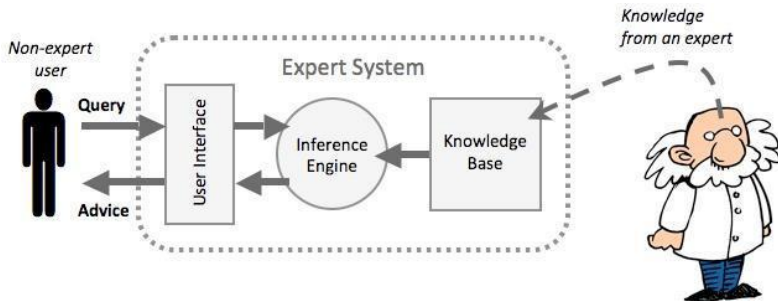 Non-expert
user
Query
Advice
Expert System
User Interface
Inference
Engine
Knowledge
Base
Knowledge
from an expert